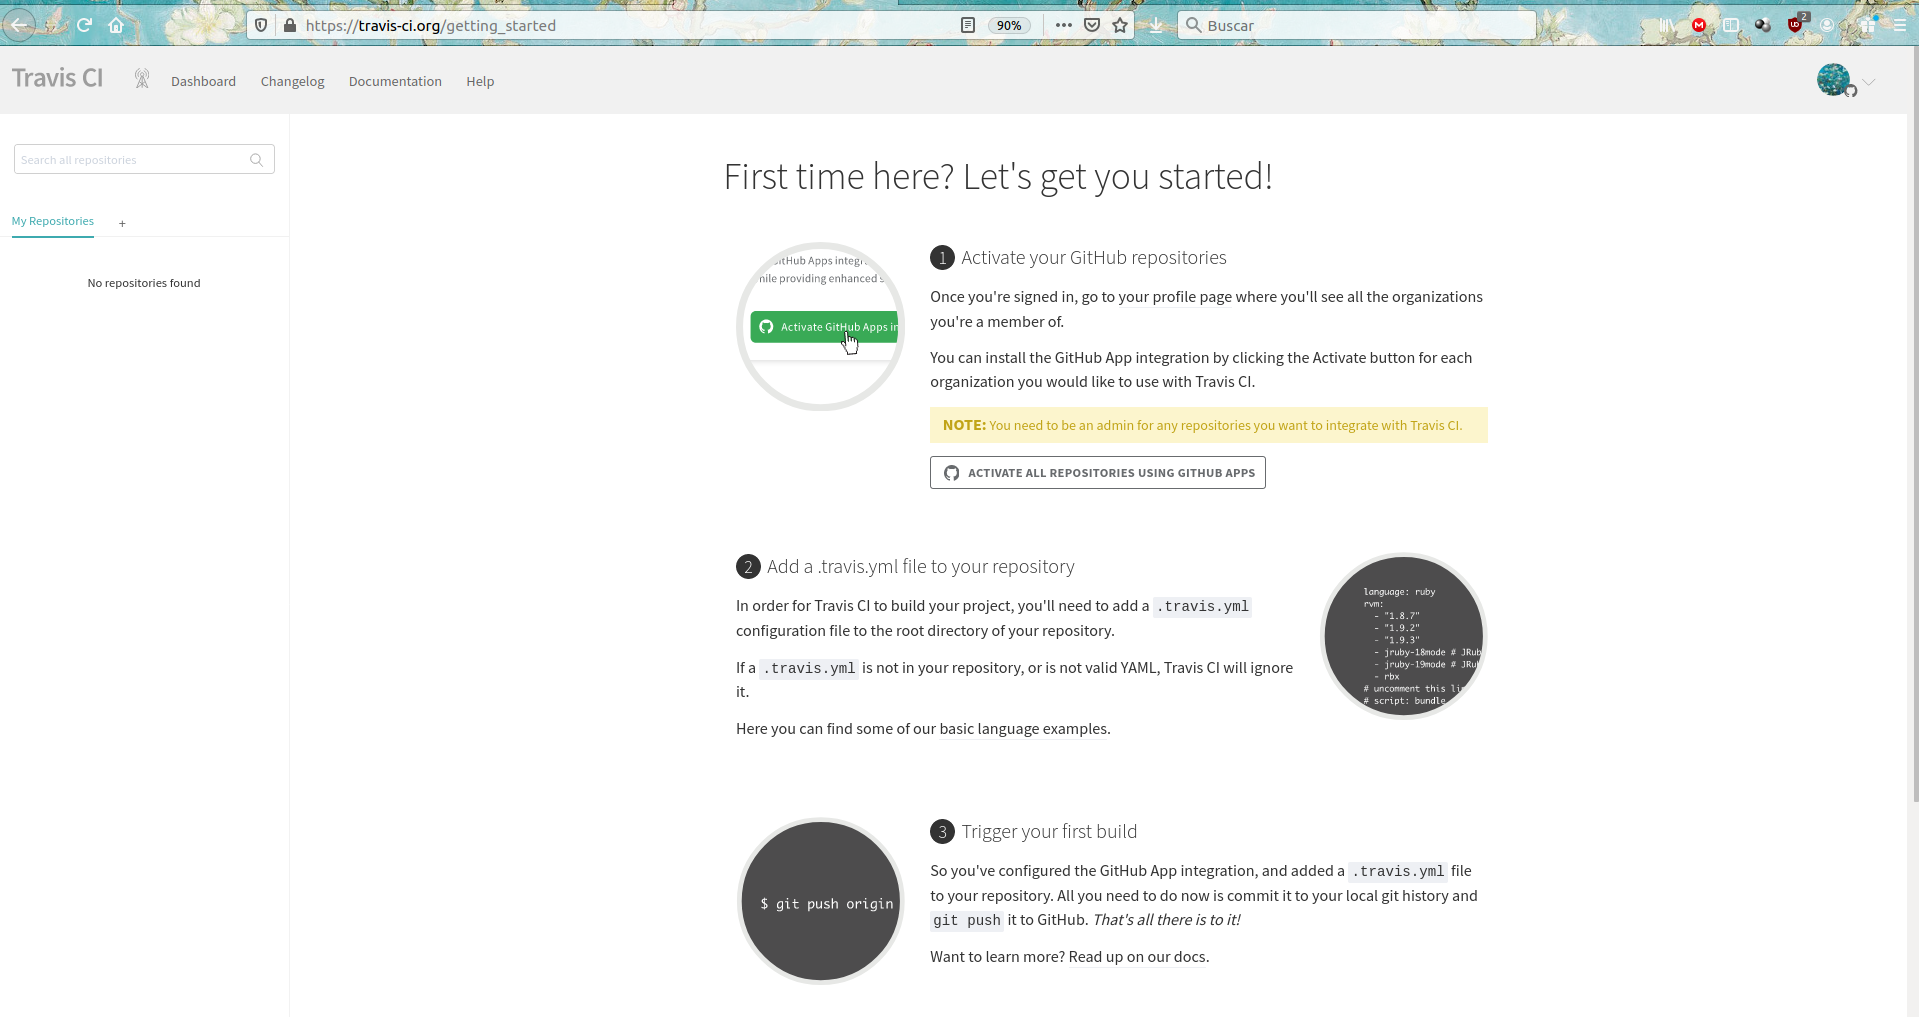 https://travis-ci.org/getting_started
90%
Buscar
2
Travis CI
Dashboard
Changelog
Documentation
Help
Search all repositories
My Repositories
+
No repositories found
First time here? Let's get you started!
GitHub Apps
providing enhanced
Activate GitHub Apps
1 Activate your GitHub repositories
Once you're signed in, go to your profile page where you'll see all the organizations
you're a member of.
You can install the GitHub App integration by clicking the Activate button for each
organization you would like to use with Travis CI.
NOTE: You need to be an admin for any repositories you want to integrate with Travis CI.
ACTIVATE ALL REPOSITORIES USING GITHUB APPS
2 Add a .travis.yml file to your repository
In order for Travis CI to build your project, you'll need to add a .travis.yml
configuration file to the root directory of your repository.
If a .travis.yml is not in your repository, or is not valid YAML, Travis CI will ignore
it.
Here you can find some of our basic language examples.
language: ruby
rvm:
- "1.8.7"
- "1.9.2"
- "1.9.3"
- jruby-18mode # JRub
- jruby-19mode # JRu
- rbx
# uncomment this li
# script: bundle
$ git push origin
3 Trigger your first build
So you've configured the GitHub App integration, and added a .travis.yml file
to your repository. All you need to do now is commit it to your local git history and
git push it to GitHub. That's all there is to it!
Want to learn more? Read up on our docs.